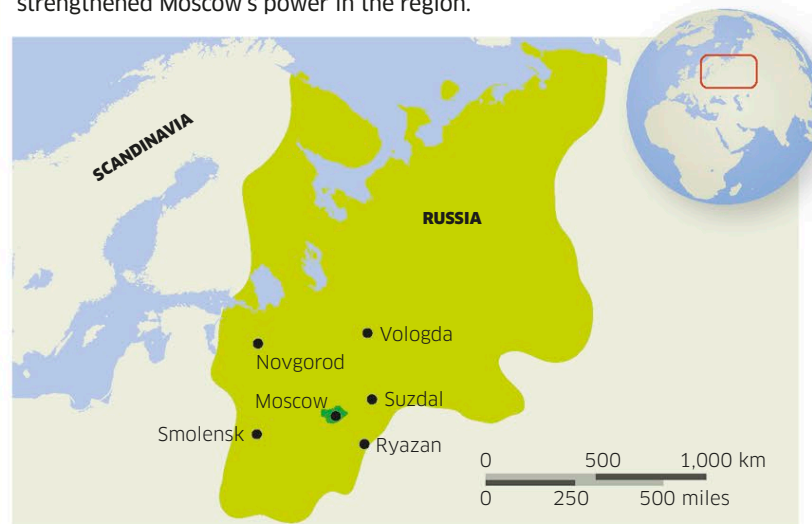 strengthened Moscow's power in the region.
SCANDINAVIA
RUSSIA
Vologda
Novgorod
Moscow
Suzdal
Smolensk
Ryazan
0 500 1,000 km
0 250 500 miles